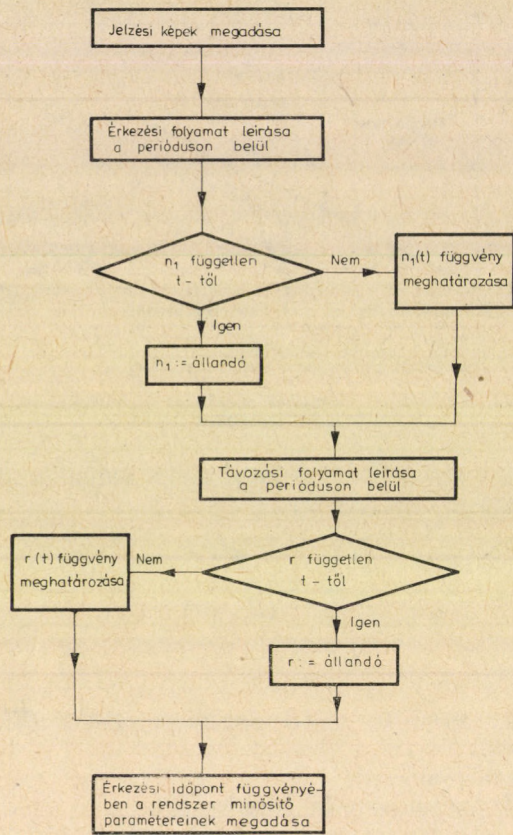 Jelzési képek megadása
Érkezési folyamat leírása
a perióduson belül
n₁ független
t - től
Nem
n₁(t) függvény
meghatározása
Igen
n₁ := állandó
Távozási folyamat leírása
a perióduson belül
r független
t - től
Nem
r (t) függvény
meghatározása
Igen
r := állandó
Érkezési időpont függvényé-
ben a rendszer minősítő
paramétereinek megadása